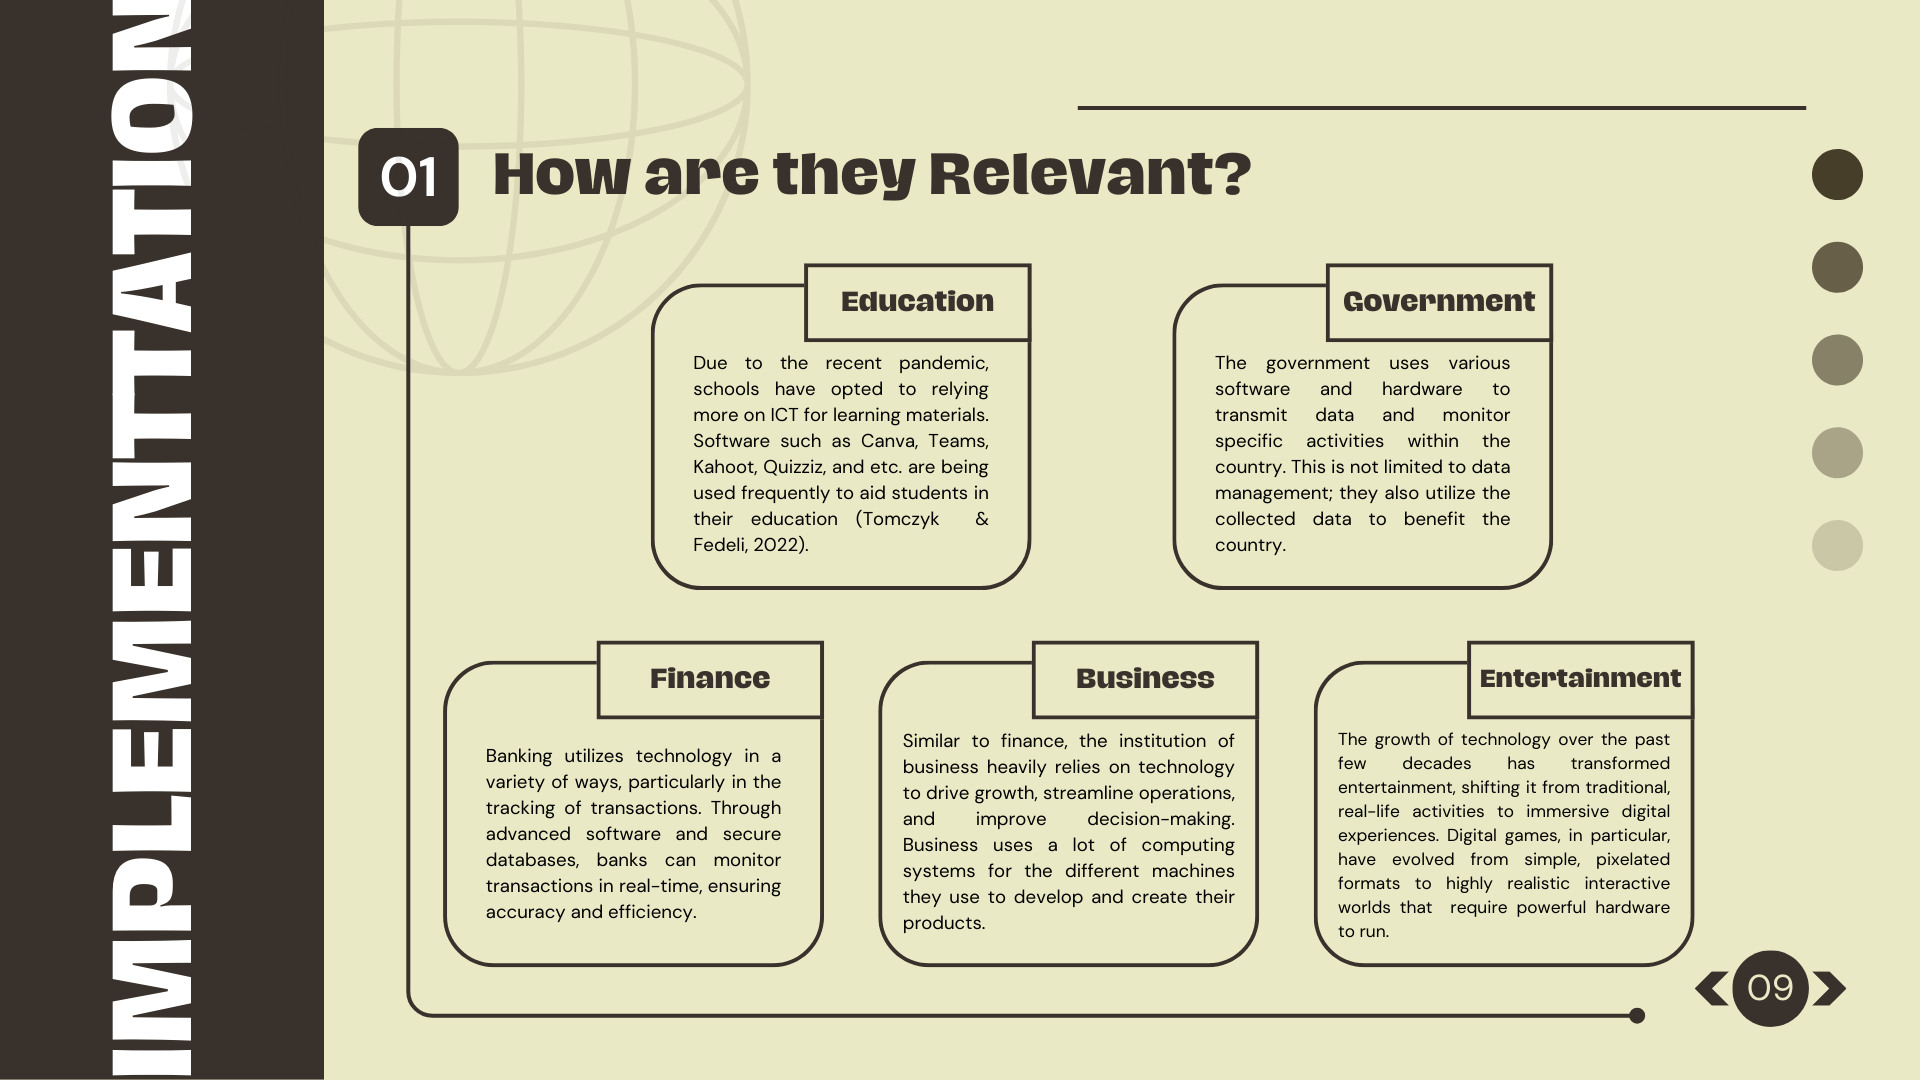 IMPLEMENTTATION
01
How are they Relevant?
Education
Due to the recent pandemic,
schools have opted to relying
more on ICT for learning materials.
Software such as Canva, Teams,
Kahoot, Quizziz, and etc. are being
used frequently to aid students in
their education (Tomczyk &
Fedeli, 2022).
Government
The government uses various
software and hardware to
transmit data and monitor
specific activities within the
country. This is not limited to data
management; they also utilize the
collected data to benefit the
country.
Finance
Banking utilizes technology in a
variety of ways, particularly in the
tracking of transactions. Through
advanced software and secure
databases, banks can monitor
transactions in real-time, ensuring
accuracy and efficiency.
Business
Similar to finance, the institution of
business heavily relies on technology
to drive growth, streamline operations,
and improve decision-making.
Business uses a lot of computing
systems for the different machines
they use to develop and create their
products.
Entertainment
The growth of technology over the past
few decades has transformed
entertainment, shifting it from traditional,
real-life activities to immersive digital
experiences. Digital games, in particular,
have evolved from simple, pixelated
formats to highly realistic interactive
worlds that require powerful hardware
to run.
09